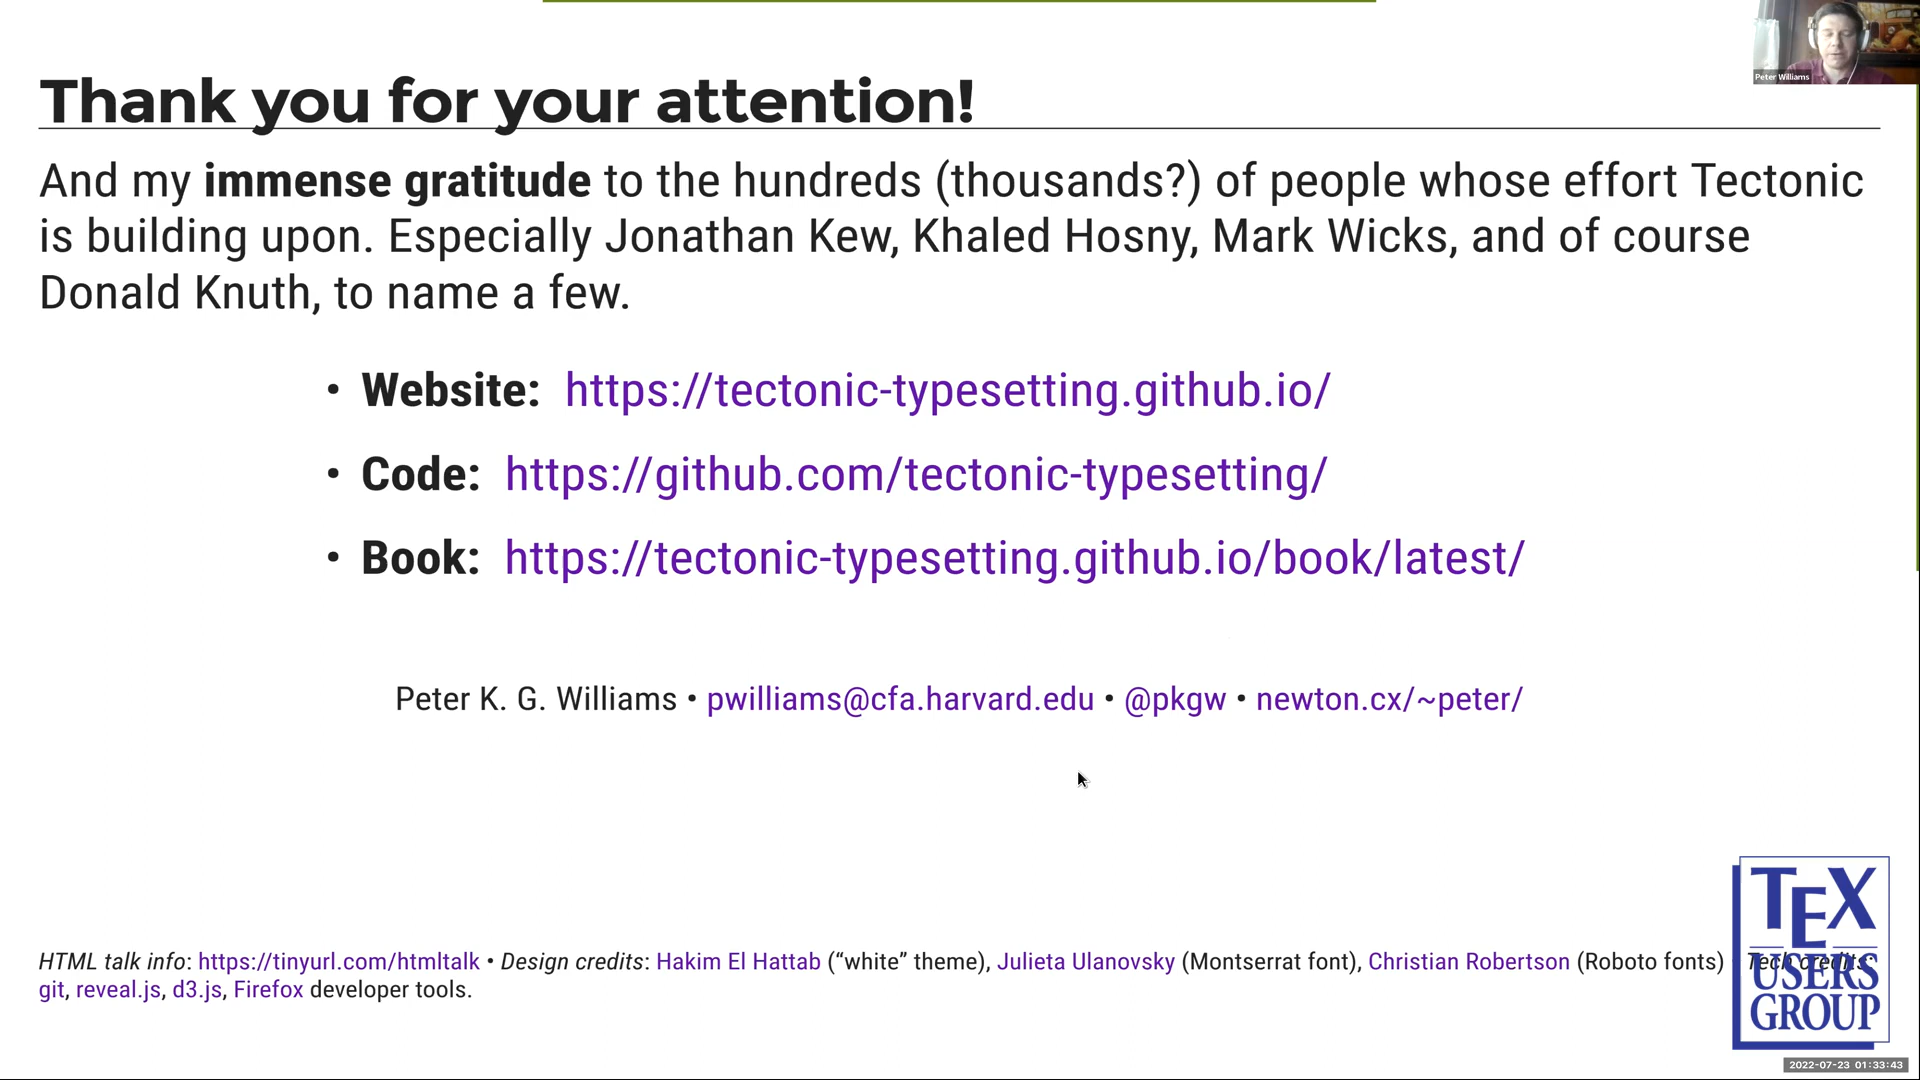 Peter Williams
Thank you for your attention!
And my immense gratitude to the hundreds (thousands?) of people whose effort Tectonic
is building upon. Especially Jonathan Kew, Khaled Hosny, Mark Wicks, and of course
Donald Knuth, to name a few.
• Website: https://tectonic-typesetting.github.io/
• Code: https://github.com/tectonic-typesetting/
• Book: https://tectonic-typesetting.github.io/book/latest/
Peter K. G. Williams • pwilliams@cfa.harvard.edu • @pkgw • newton.cx/~peter/
HTML talk info: https://tinyurl.com/htmltalk • Design credits: Hakim El Hattab (“white” theme), Julieta Ulanovsky (Montserrat font), Christian Robertson (Roboto fonts) Tech credits:
git, reveal.js, d3.js, Firefox developer tools.
TEX
USERS
GROUP
2022-07-23 01:33:43